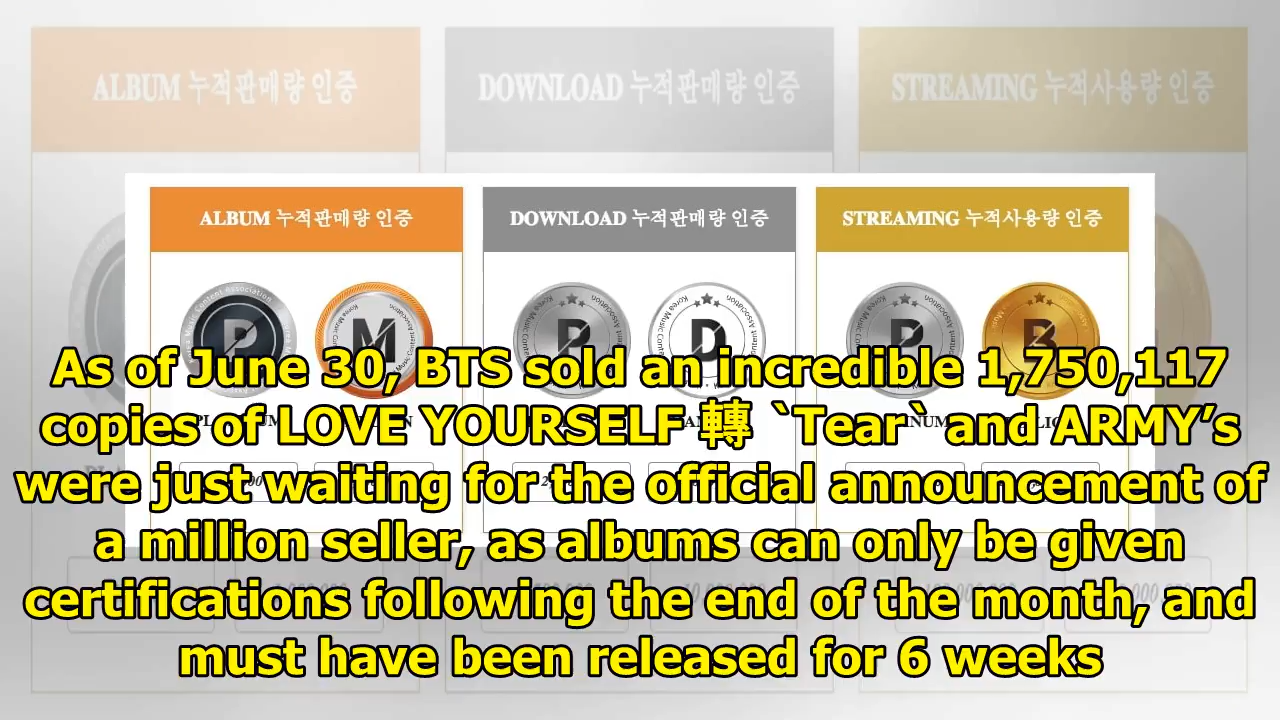 ALBUM 누적판매량 인증
DOWNLOAD 누적판매량 인증
STREAMING 누적사용량 인증
ALBUM 누적판매량 인증
DOWNLOAD 누적판매량 인증
STREAMING 누적사용량 인증
As of June 30, BTS sold an incredible 1,750,117
copies of LOVE YOURSELF 轉 `Tear` and ARMY’s
were just waiting for the official announcement of
a million seller, as albums can only be given
certifications following the end of the month, and
must have been released for 6 weeks